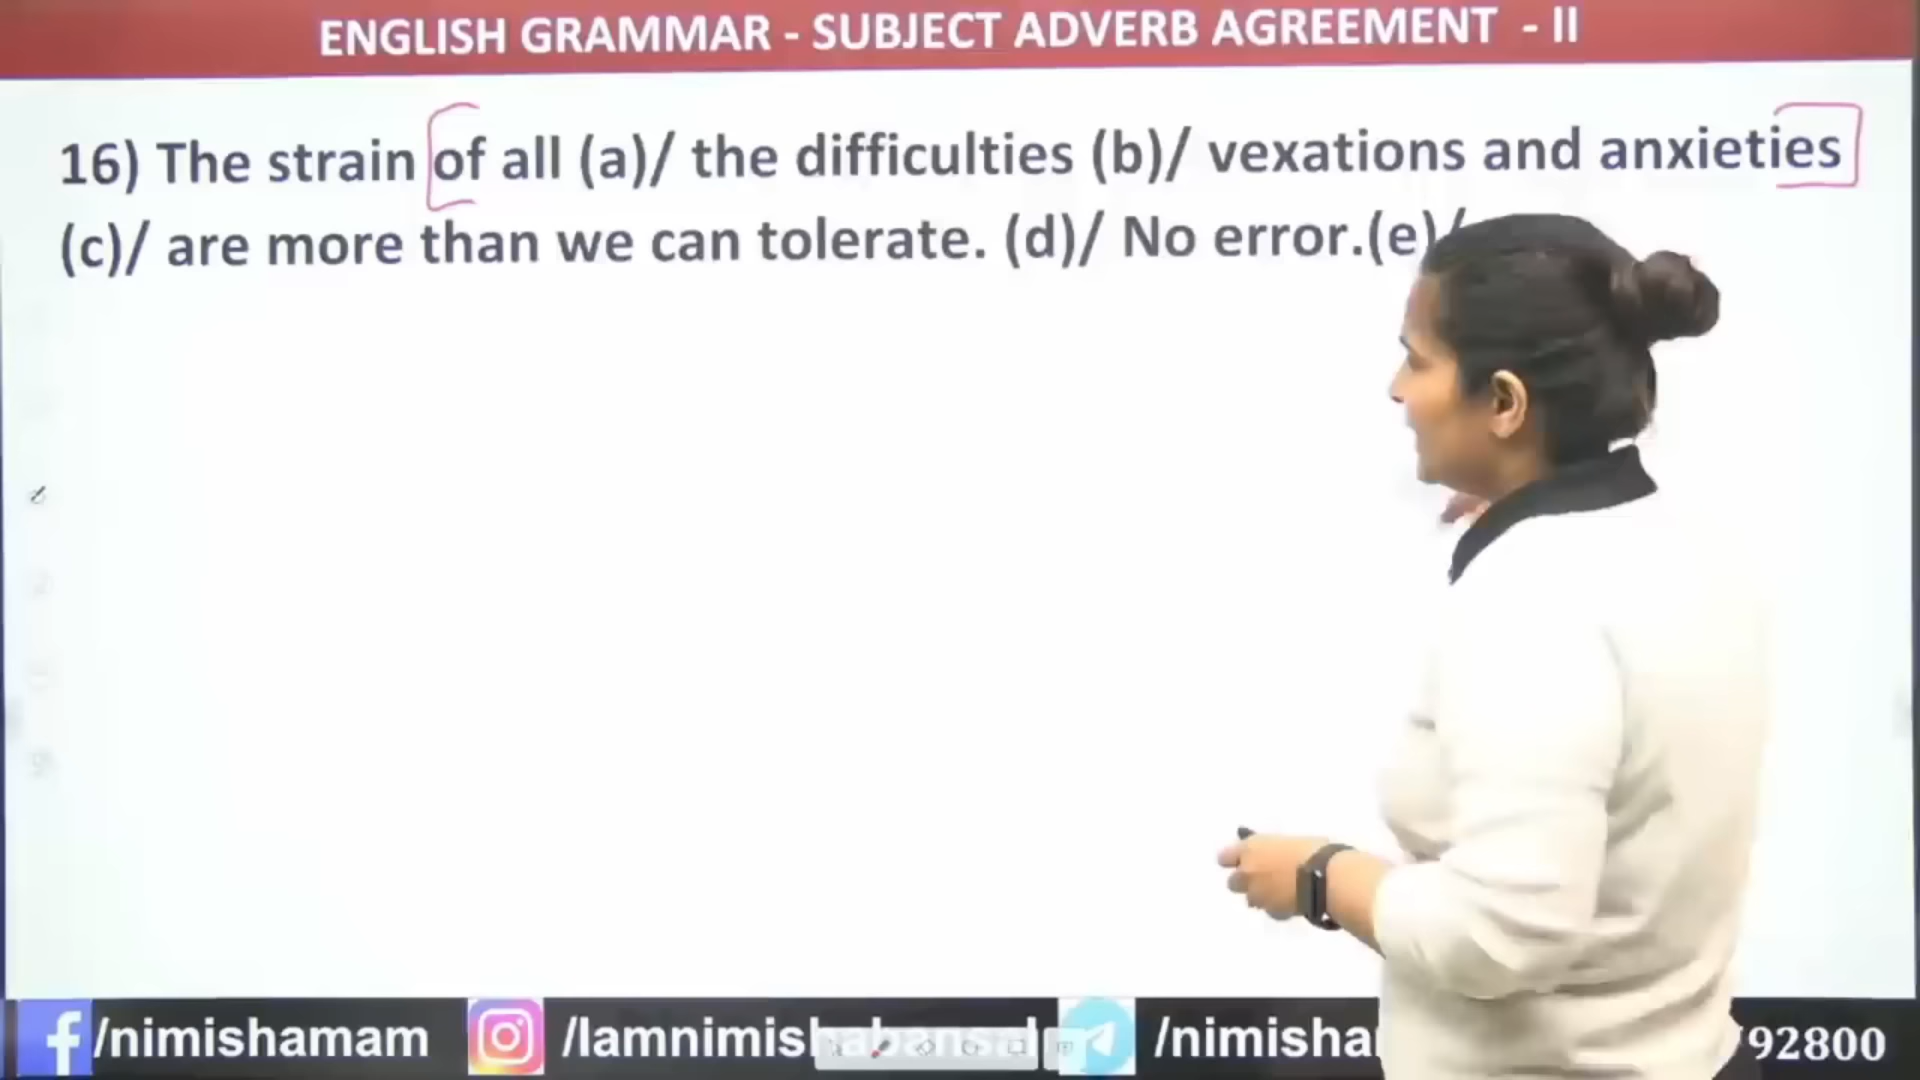 ENGLISH GRAMMAR - SUBJECT ADVERB AGREEMENT - II
16) The strain of all (a)/ the difficulties (b)/ vexations and anxieties
(c)/ are more than we can tolerate. (d)/ No error.(e)/
/nimishamam /Iamnimishabansal /nimisha 92800